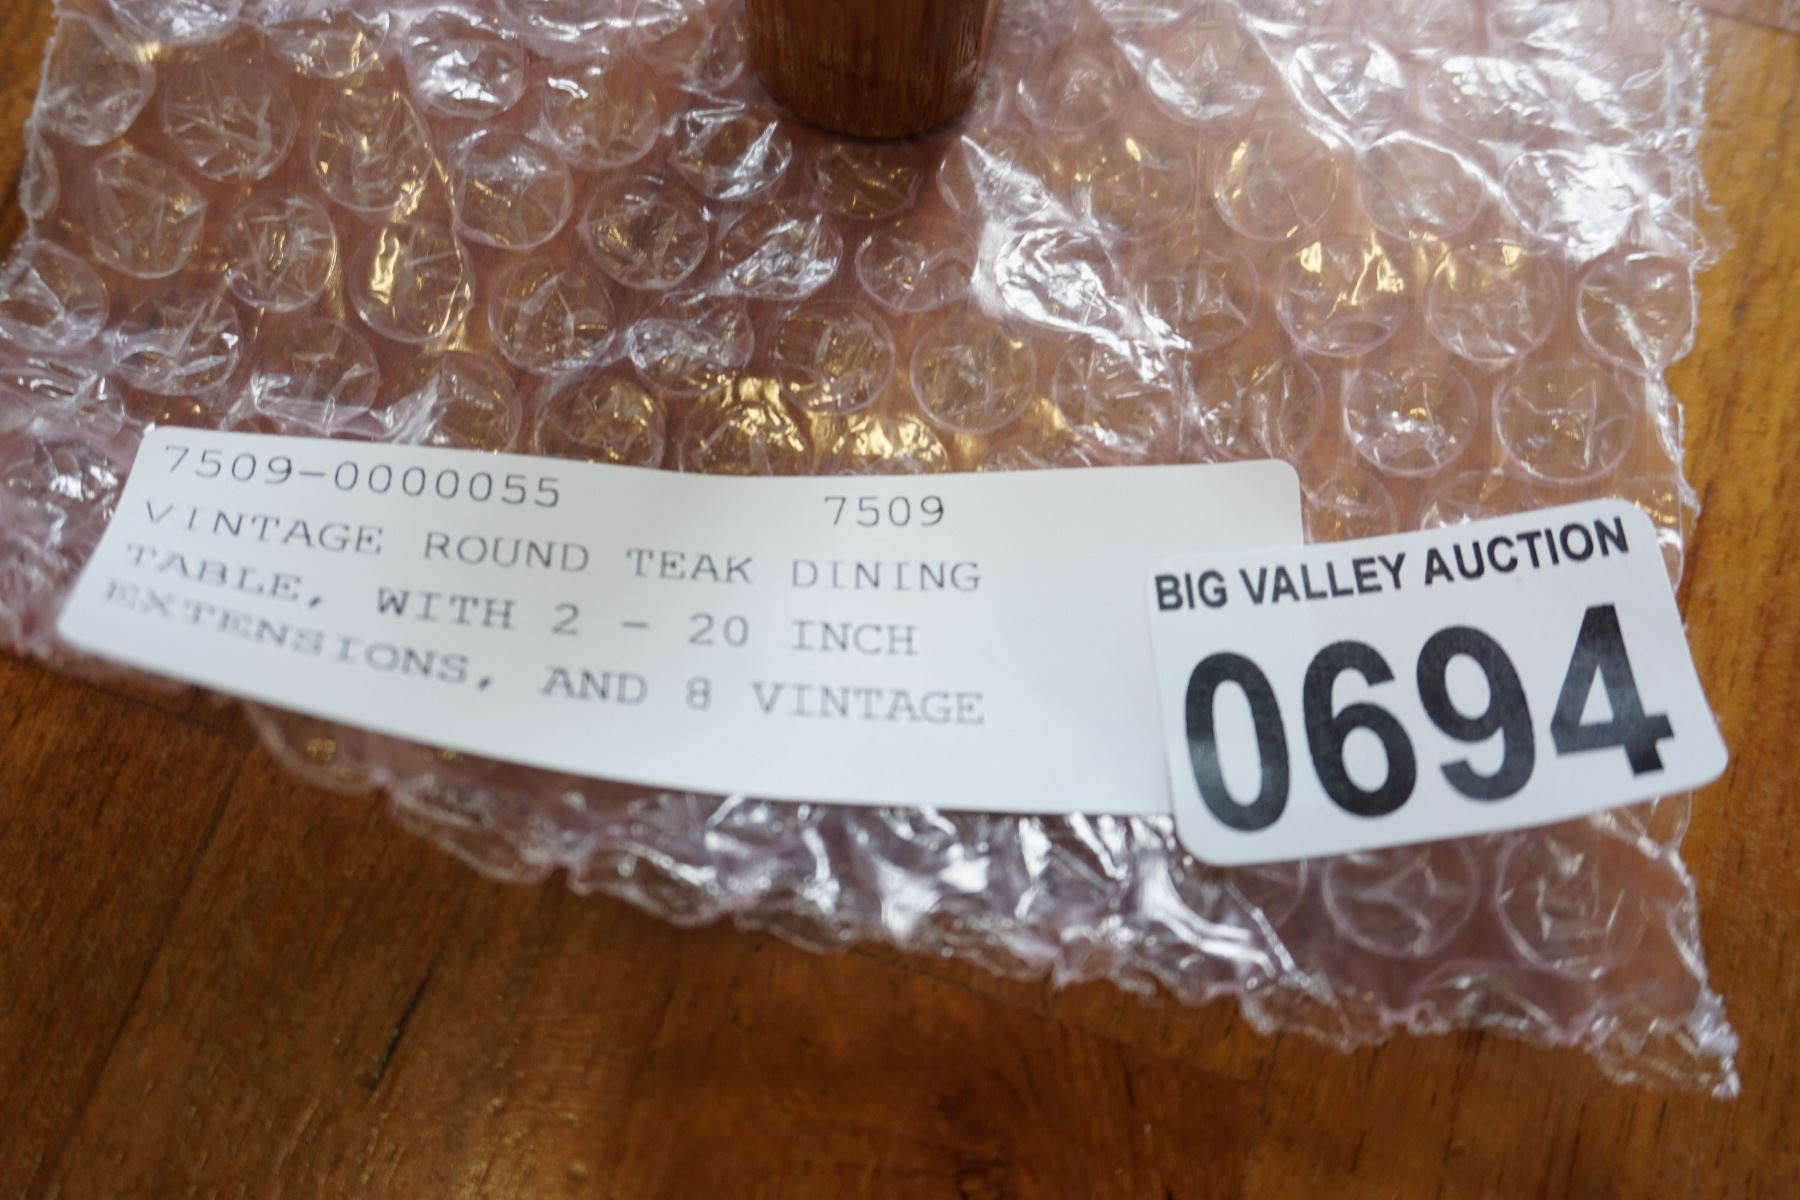 7509-0000055 7509
VINTAGE ROUND TEAK DINING
TABLE, WITH 2 - 20 INCH
EXTENSIONS, AND 8 VINTAGE
BIG VALLEY AUCTION
0694